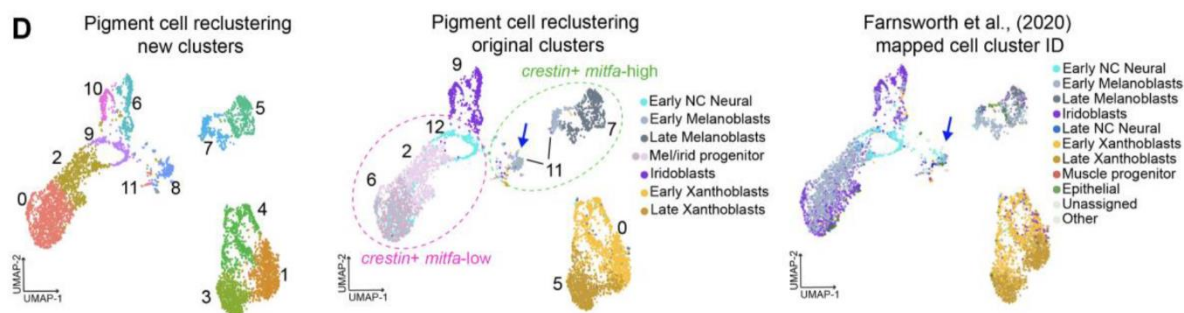 D
Pigment cell reclustering
new clusters
10
6
9
2
0
11
8
5
7
4
1
3
UMAP-2
UMAP-1
Pigment cell reclustering
original clusters
9
crestin+ mitfa-high
12
2
6
11
7
crestin+ mitfa-low
0
5
Early NC Neural
Early Melanoblasts
Late Melanoblasts
Mel/irid progenitor
Iridoblasts
Early Xanthoblasts
Late Xanthoblasts
UMAP-2
UMAP-1
Farnsworth et al., (2020)
mapped cell cluster ID
Early NC Neural
Early Melanoblasts
Late Melanoblasts
Iridoblasts
Late NC Neural
Early Xanthoblasts
Late Xanthoblasts
Muscle progenitor
Epithelial
Unassigned
Other
UMAP-2
UMAP-1